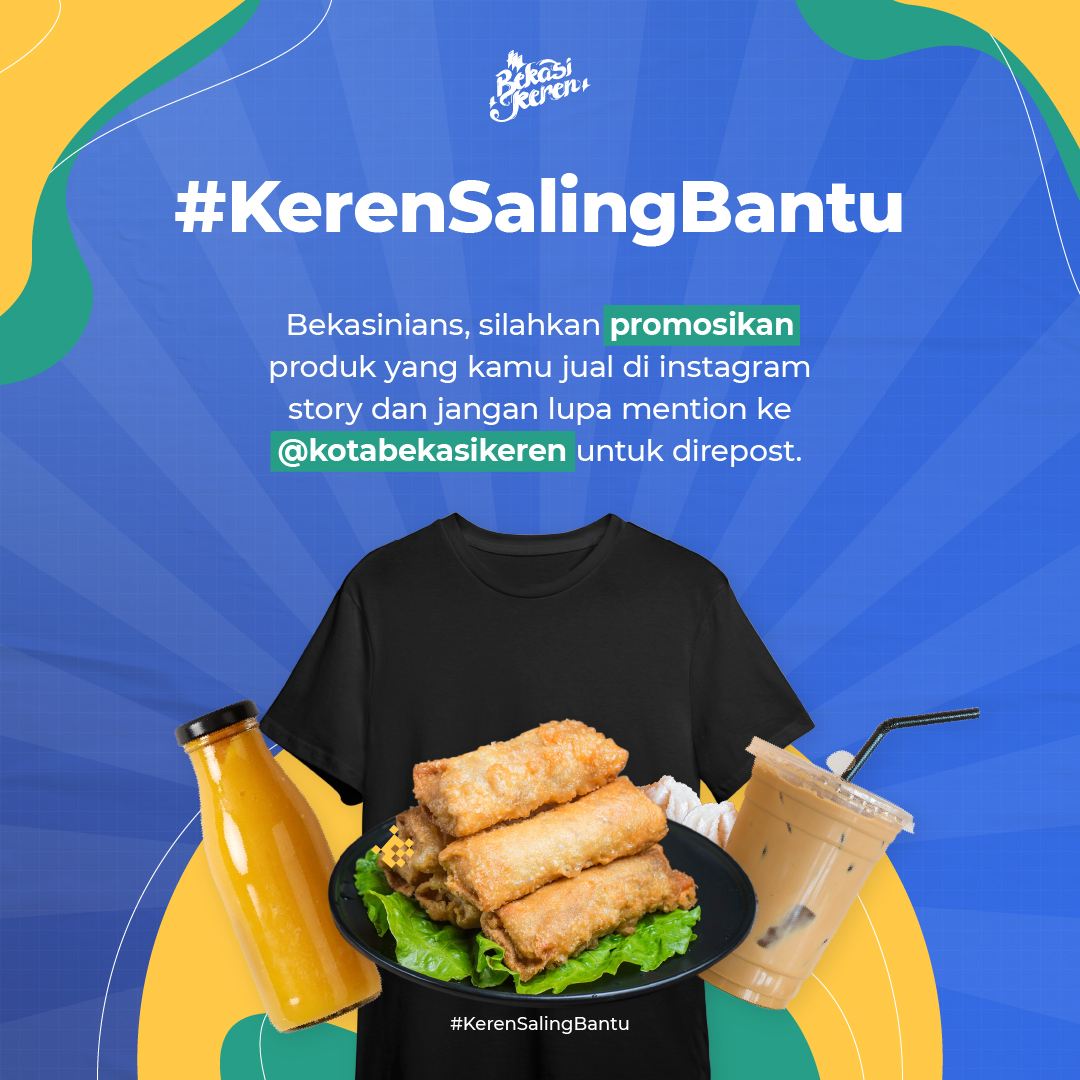 Bekasi
keren
#KerenSalingBantu
Bekasinians, silahkan promosikan
produk yang kamu jual di instagram
story dan jangan lupa mention ke
@kotabekasikeren untuk direpost.
#KerenSalingBantu